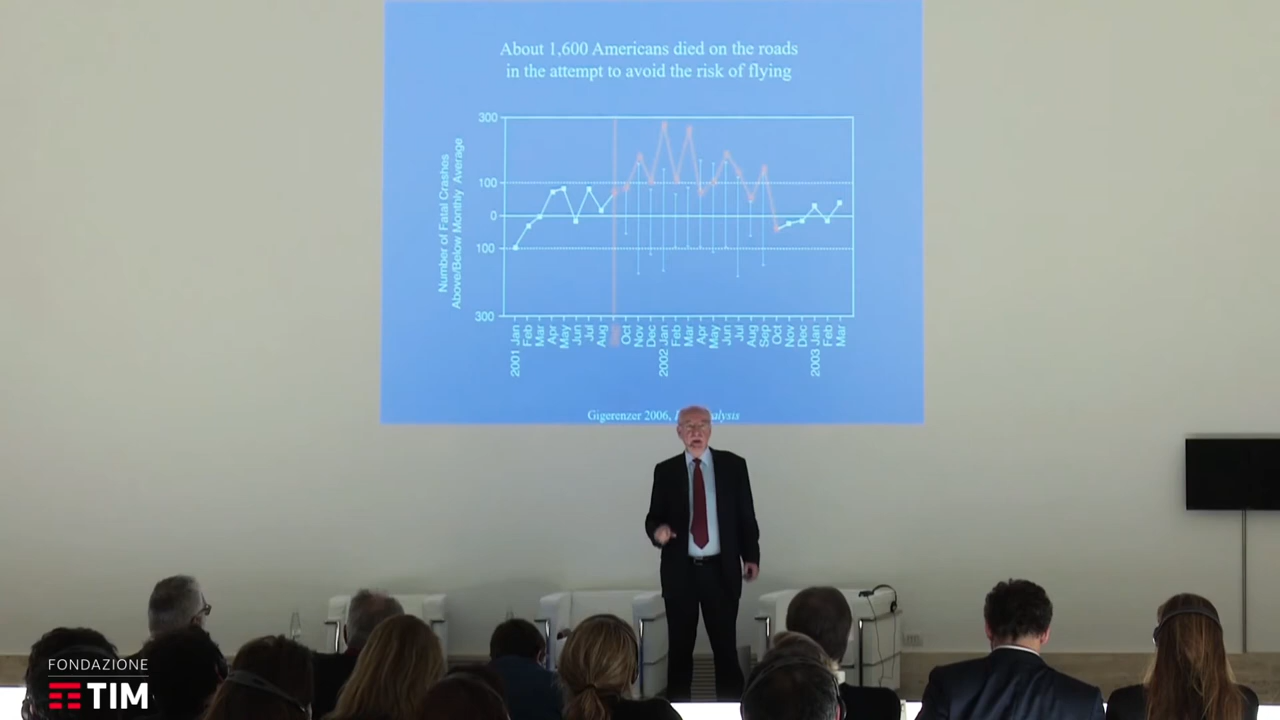 About 1,600 Americans died on the roads
in the attempt to avoid the risk of flying
Number of Fatal Crashes
Above/Below Monthly Average
300
100
0
100
300
2001 Jan
Feb
Mar
Apr
May
Jun
Jul
Aug
Oct
Nov
Dec
2002 Jan
Feb
Mar
Apr
May
Jun
Jul
Aug
Sep
Oct
Nov
Dec
2003 Jan
Feb
Mar
Gigerenzer 2006,
FONDAZIONE
TIM